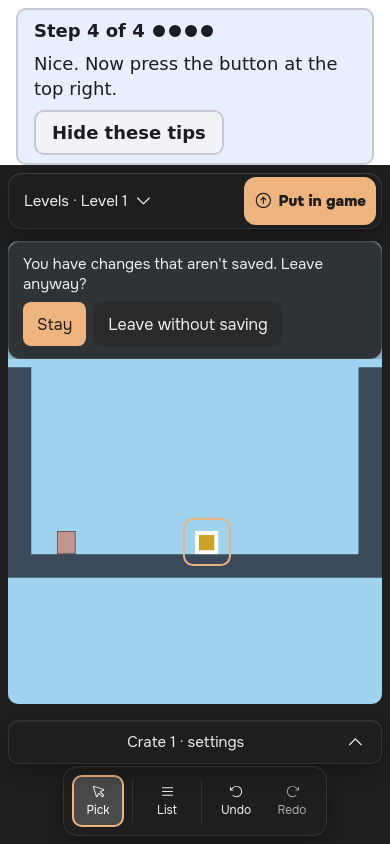 Step 4 of 4
Nice. Now press the button at the
top right.
Hide these tips
Levels · Level 1
Put in game
You have changes that aren't saved. Leave
anyway?
Stay
Leave without saving
Crate 1 · settings
Pick
List
Undo
Redo